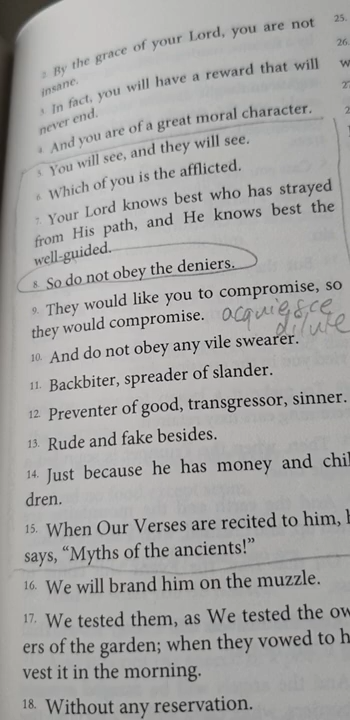 2. By the grace of your Lord, you are not
insane.
3. In fact, you will have a reward that will
never end.
4. And you are of a great moral character.
5. You will see, and they will see.
6. Which of you is the afflicted.
7. Your Lord knows best who has strayed
from His path, and He knows best the
well-guided.
8. So do not obey the deniers.
9. They would like you to compromise, so
they would compromise. acquiesce
dilute
10. And do not obey any vile swearer.
11. Backbiter, spreader of slander.
12. Preventer of good, transgressor, sinner.
13. Rude and fake besides.
14. Just because he has money and chil
dren.
15. When Our Verses are recited to him, h
says, “Myths of the ancients!”
16. We will brand him on the muzzle.
17. We tested them, as We tested the ow
ers of the garden; when they vowed to h
vest it in the morning.
18. Without any reservation.
25.
26.